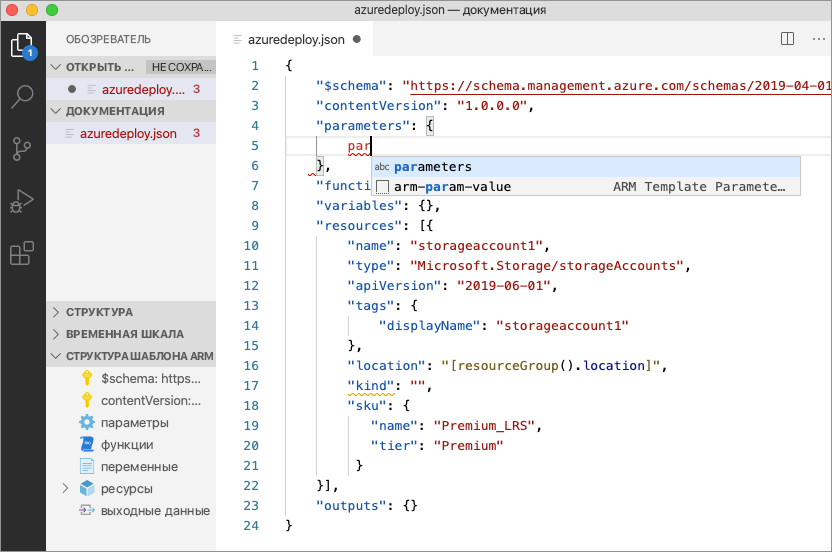 azuredeploy.json — документация
ОБОЗРЕВАТЕЛЬ
ОТКРЫТЬ ... НЕ СОХРА...
azuredeploy.... 3
ДОКУМЕНТАЦИЯ
azuredeploy.json 3
СТРУКТУРА
ВРЕМЕННАЯ ШКАЛА
СТРУКТУРА ШАБЛОНА ARM
$schema: https...
contentVersion:...
параметры
функции
переменные
ресурсы
выходные данные
1
azuredeploy.json
1 {
2 "$schema": "https://schema.management.azure.com/schemas/2019-04-01
3 "contentVersion": "1.0.0.0",
4 "parameters": {
5 par
abc parameters
arm-param-value ARM Template Paramete...
6 },
7 "functi
8 "variables": {},
9 "resources": [{
10 "name": "storageaccount1",
11 "type": "Microsoft.Storage/storageAccounts",
12 "apiVersion": "2019-06-01",
13 "tags": {
14 "displayName": "storageaccount1"
15 },
16 "location": "[resourceGroup().location]",
17 "kind": "",
18 "sku": {
19 "name": "Premium_LRS",
20 "tier": "Premium"
21 }
22 }],
23 "outputs": {}
24 }